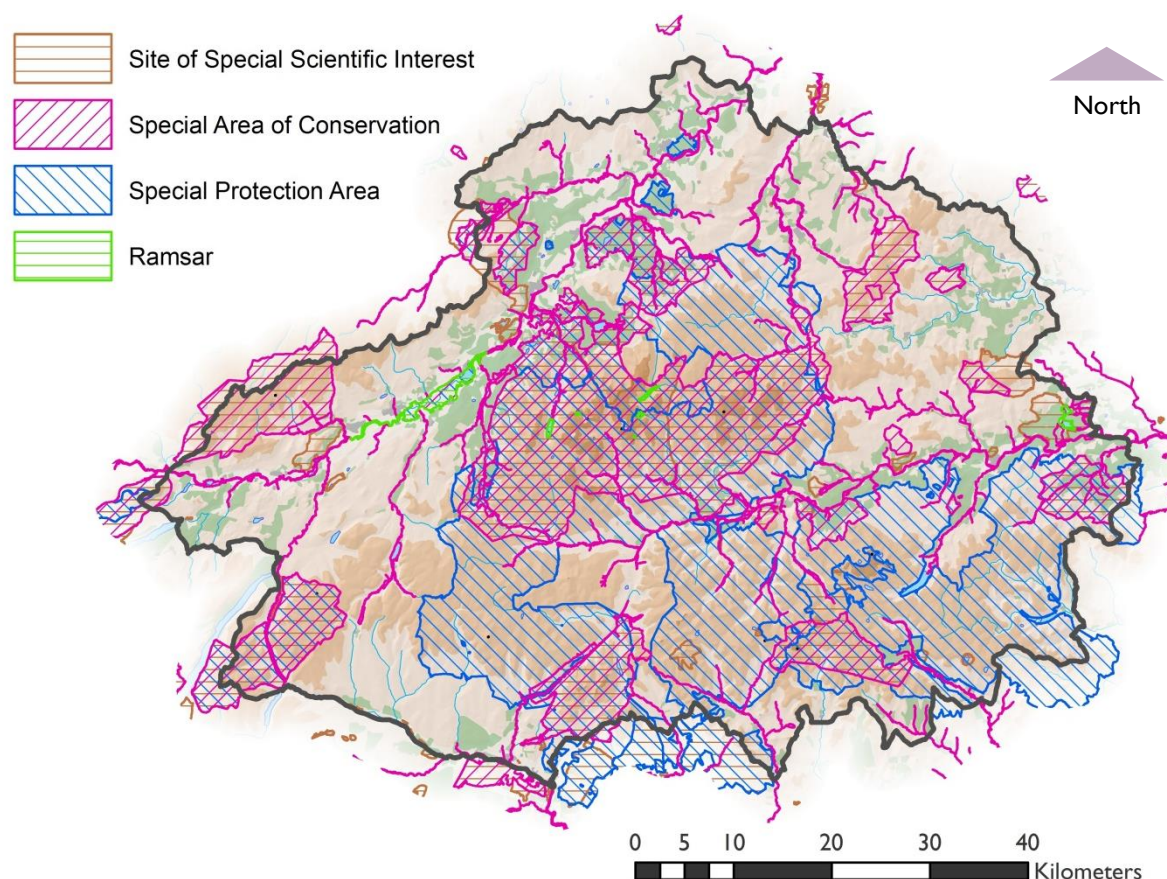 Site of Special Scientific Interest
Special Area of Conservation
Special Protection Area
Ramsar
North
0 5 10 20 30 40
Kilometers